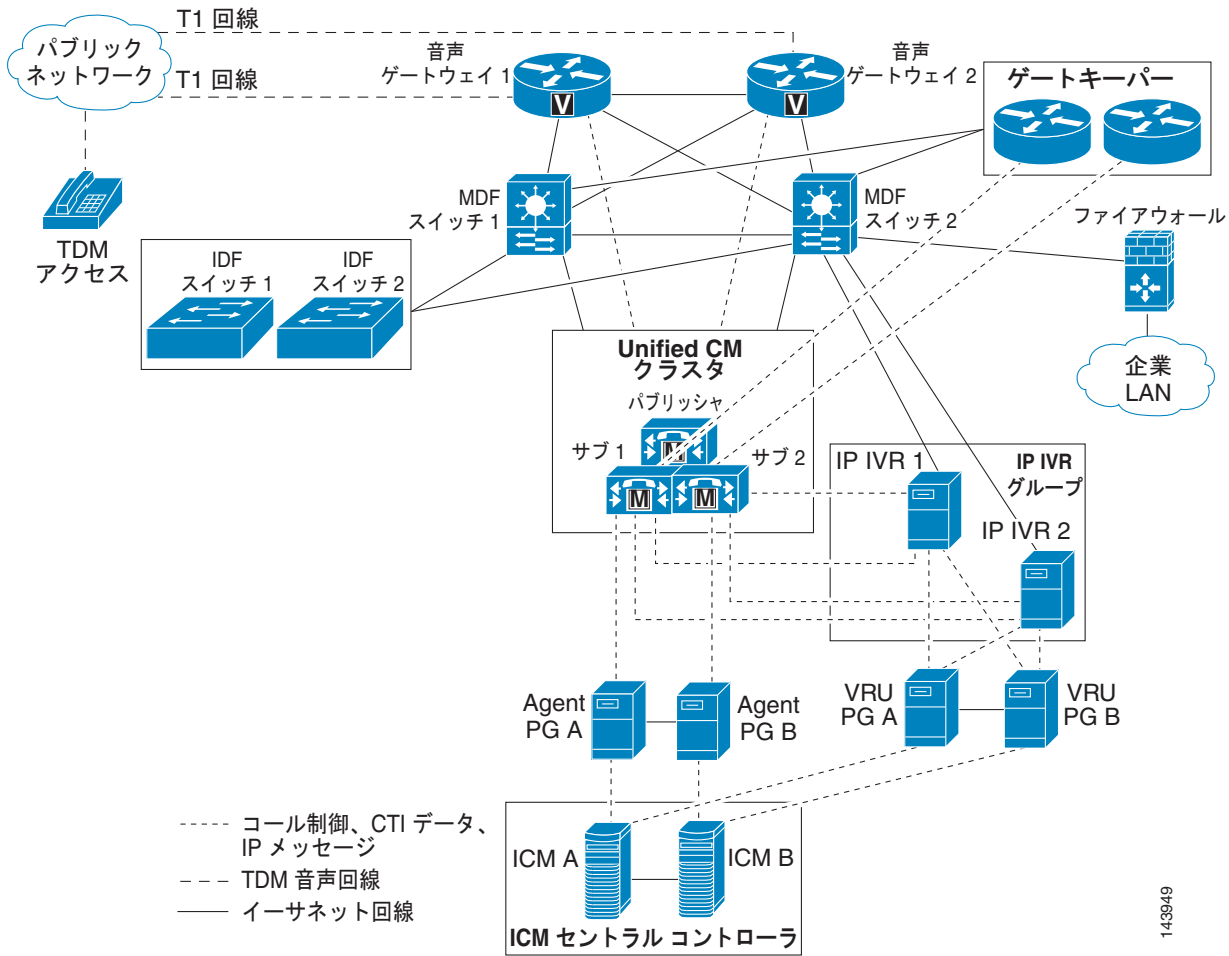 T1 回線
パブリック
ネットワーク
T1 回線
音声
ゲートウェイ 1
音声
ゲートウェイ 2
ゲートキーパー
V
V
TDM
アクセス
MDF
スイッチ 1
MDF
スイッチ 2
ファイアウォール
IDF
スイッチ 1
IDF
スイッチ 2
企業
LAN
Unified CM
クラスタ
パブリッシャ
M
サブ 1
サブ 2
M
M
IP IVR 1
IP IVR
グループ
IP IVR 2
Agent
PG A
Agent
PG B
VRU
PG A
VRU
PG B
コール制御、CTI データ、
IP メッセージ
TDM 音声回線
イーサネット回線
ICM A
ICM B
ICM セントラル コントローラ
143949